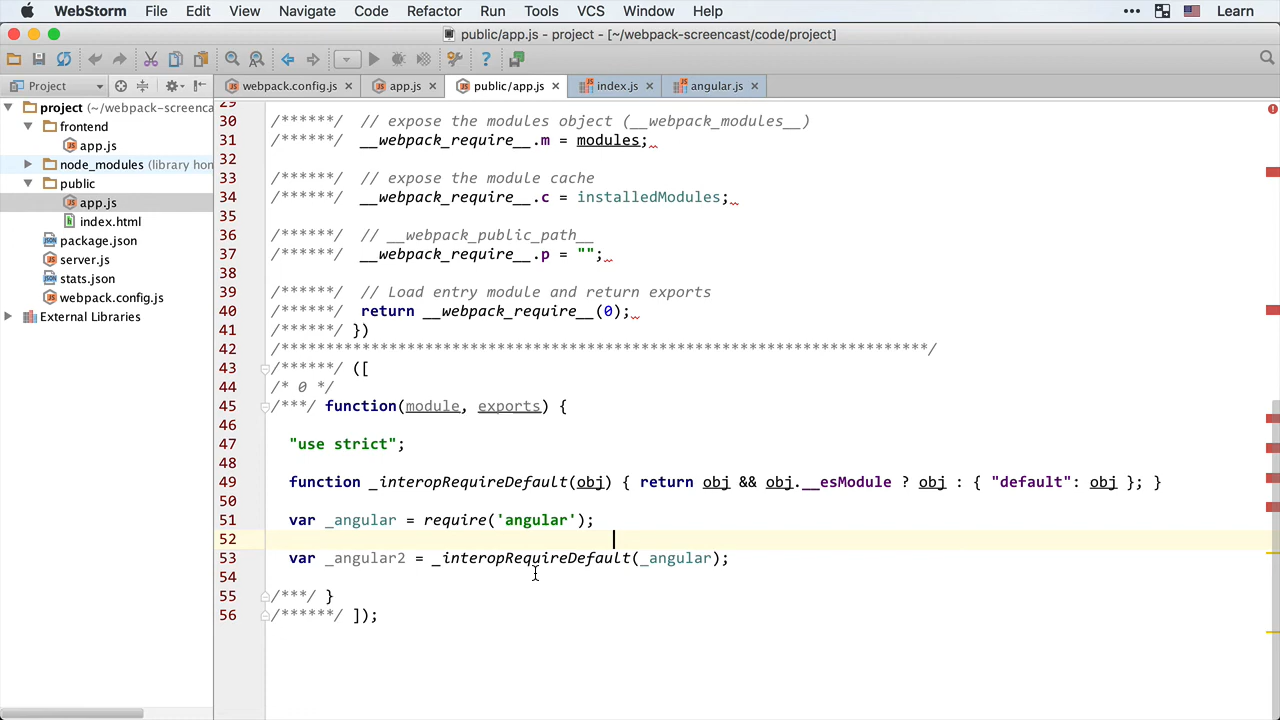 WebStorm File Edit View Navigate Code Refactor Run Tools VCS Window Help Learn
public/app.js - project - [~/webpack-screencast/code/project]
Project
webpack.config.js app.js public/app.js index.js angular.js
project (~/webpack-screenca
frontend
app.js
node_modules (library hom
public
app.js
index.html
package.json
server.js
stats.json
webpack.config.js
External Libraries
29
30 /******/ // expose the modules object (__webpack_modules__)
31 /******/ __webpack_require__.m = modules;
32
33 /******/ // expose the module cache
34 /******/ __webpack_require__.c = installedModules;
35
36 /******/ // __webpack_public_path__
37 /******/ __webpack_require__.p = "";
38
39 /******/ // Load entry module and return exports
40 /******/ return __webpack_require__(0);
41 /******/ })
42 /************************************************************************/
43 /******/ ([
44 /* 0 */
45 /***/ function(module, exports) {
46
47 "use strict";
48
49 function _interopRequireDefault(obj) { return obj && obj.__esModule ? obj : { "default": obj }; }
50
51 var _angular = require('angular');
52
53 var _angular2 = _interopRequireDefault(_angular);
54
55 /***/ }
56 /******/ ]);